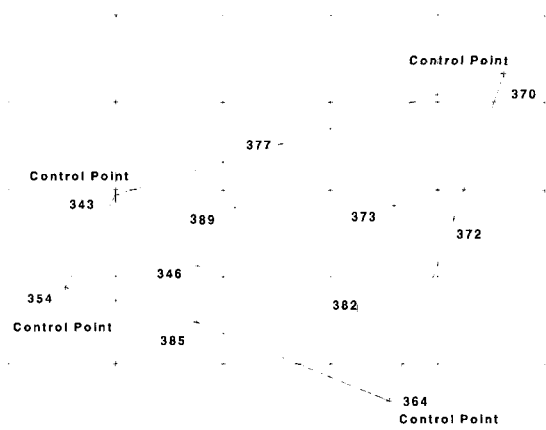 Control Point
370
377
Control Point
343
389
373
372
346
354
382
Control Point
385
364
Control Point